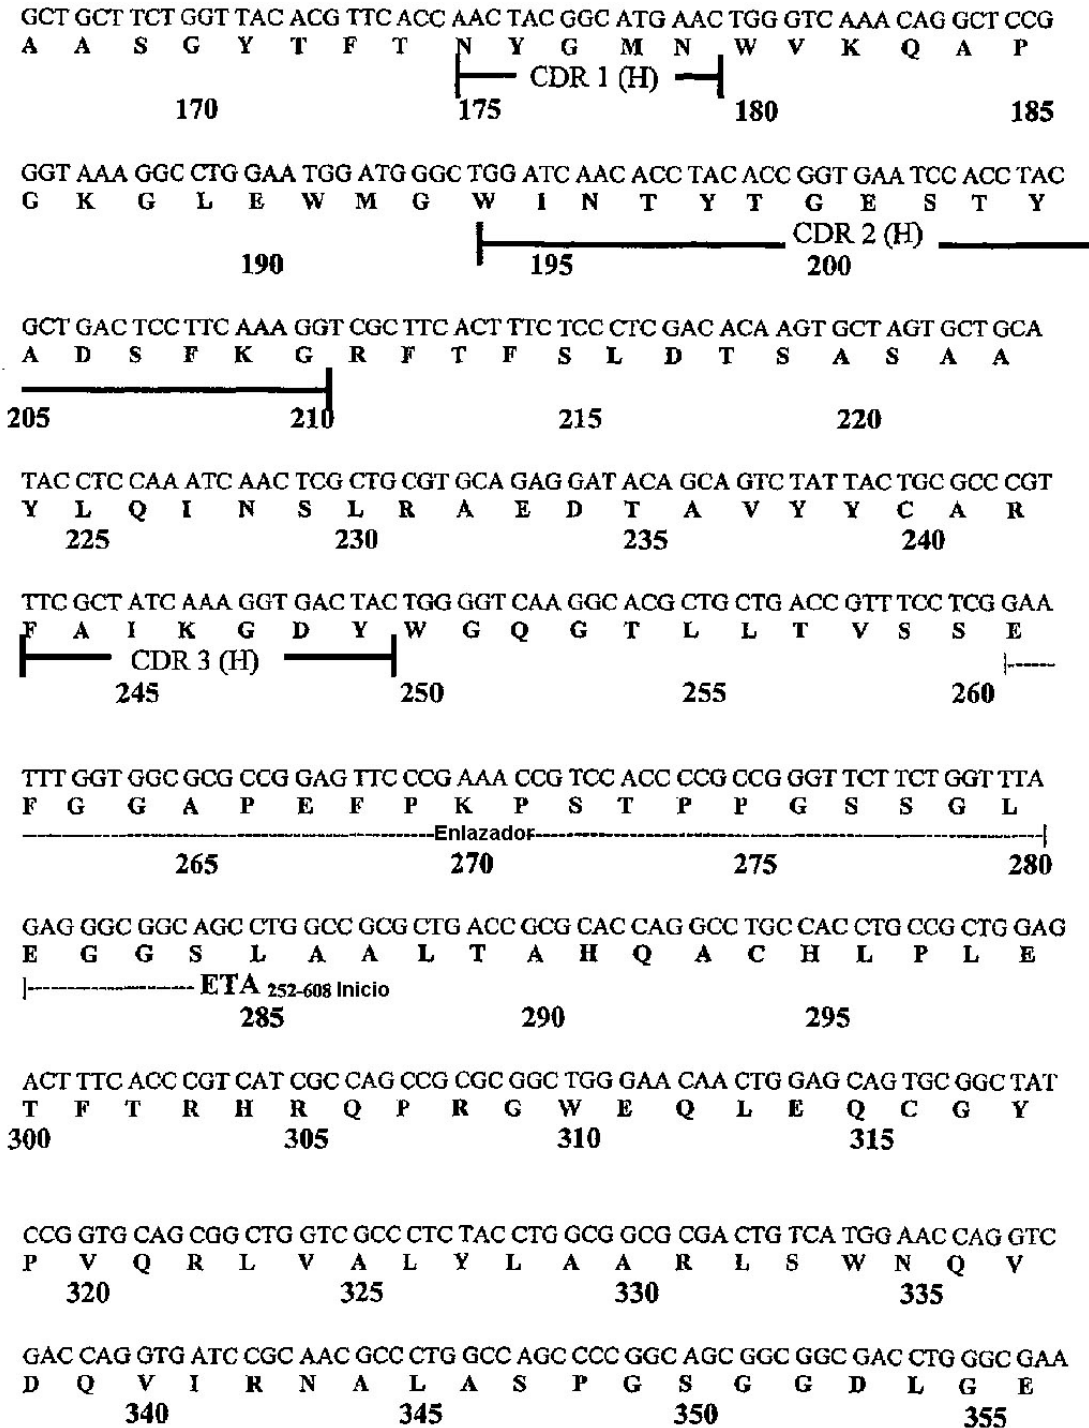 GCT GCT TCT GGT TAC ACG TTC ACC AAC TAC GGC ATG AAC TGG GTC AAA CAG GCT CCG
A A S G Y T F T N Y G M N W V K Q A P
CDR 1 (H)
170 175 180 185
GGT AAA GGC CTG GAA TGG ATG GGC TGG ATC AAC ACC TAC ACC GGT GAA TCC ACC TAC
G K G L E W M G W I N T Y T G E S T Y
CDR 2 (H)
190 195 200
GCT GAC TCC TTC AAA GGT CGC TTC ACT TTC TCC CTC GAC ACA AGT GCT AGT GCT GCA
A D S F K G R F T F S L D T S A S A A
205 210 215 220
TAC CTC CAA ATC AAC TCG CTG CGT GCA GAG GAT ACA GCA GTC TAT TAC TGC GCC CGT
Y L Q I N S L R A E D T A V Y Y C A R
225 230 235 240
TTC GCT ATC AAA GGT GAC TAC TGG GGT CAA GGC ACG CTG CTG ACC GTT TCC TCG GAA
F A I K G D Y W G Q G T L L T V S S E
CDR 3 (H)
245 250 255 260
TTT GGT GGC GCG CCG GAG TTC CCG AAA CCG TCC ACC CCG CCG GGT TCT TCT GGT TTA
F G G A P E F P K P S T P P G S S G L
Enlazador
265 270 275 280
GAG GGC GGC AGC CTG GCC GCG CTG ACC GCG CAC CAG GCC TGC CAC CTG CCG CTG GAG
E G G S L A A L T A H Q A C H L P L E
ETA 252-608 Inicio
285 290 295
ACT TTC ACC CGT CAT CGC CAG CCG CGC GGC TGG GAA CAA CTG GAG CAG TGC GGC TAT
T F T R H R Q P R G W E Q L E Q C G Y
300 305 310 315
CCG GTG CAG CGG CTG GTC GCC CTC TAC CTG GCG GCG CGA CTG TCA TGG AAC CAG GTC
P V Q R L V A L Y L A A R L S W N Q V
320 325 330 335
GAC CAG GTG ATC CGC AAC GCC CTG GCC AGC CCC GGC AGC GGC GGC GAC CTG GGC GAA
D Q V I R N A L A S P G S G G D L G E
340 345 350 355